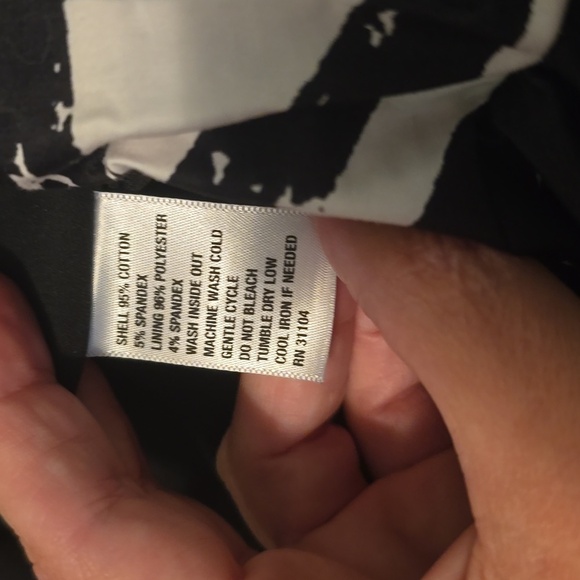 SHELL 95% COTTON
5% SPANDEX
LINING 96% POLYESTER
4% SPANDEX
WASH INSIDE OUT
MACHINE WASH COLD
GENTLE CYCLE
DO NOT BLEACH
TUMBLE DRY LOW
COOL IRON IF NEEDED
RN 31104